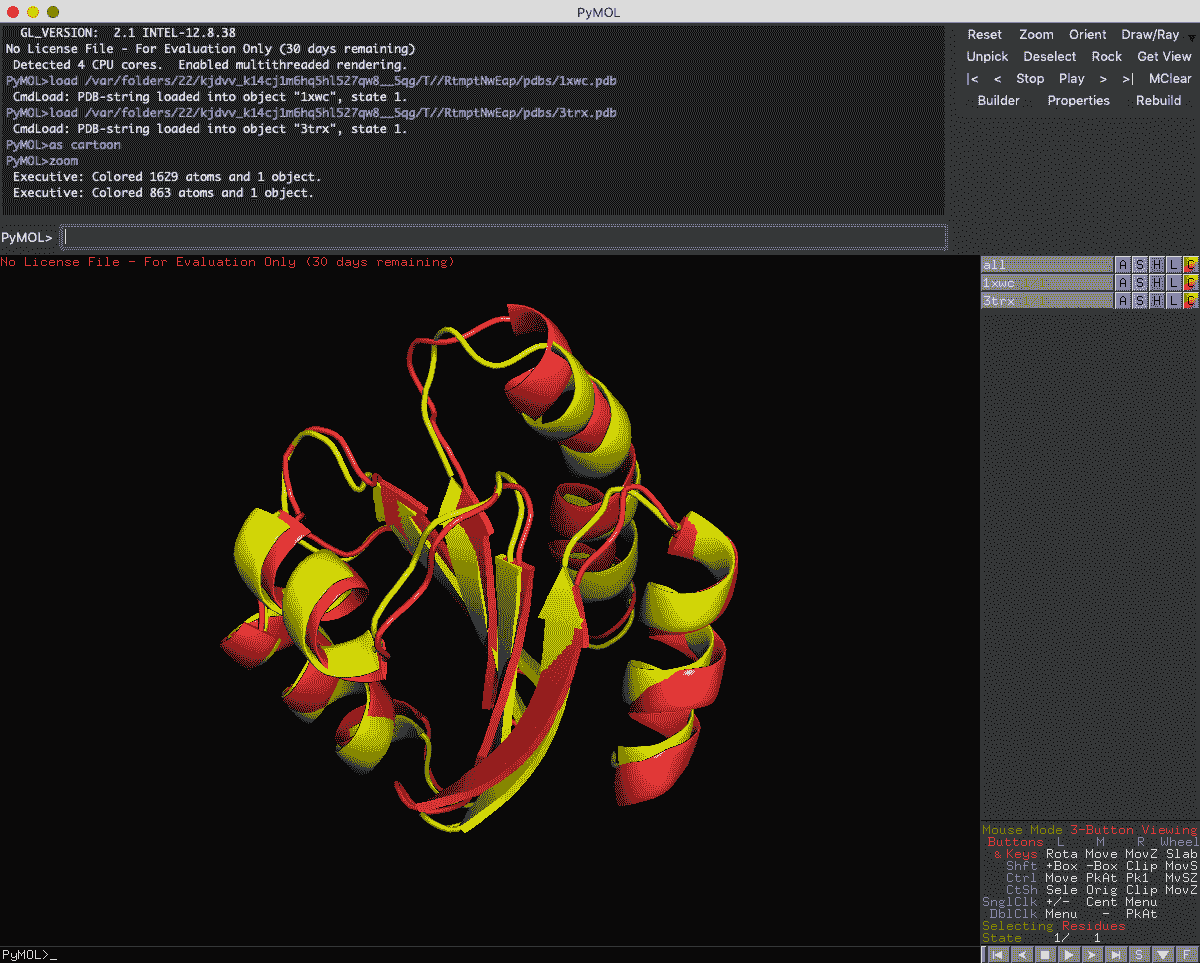 PyMOL
GL_VERSION: 2.1 INTEL-12.8.38
No License File - For Evaluation Only (30 days remaining)
Detected 4 CPU cores. Enabled multithreaded rendering.
PyMOL>load /var/folders/22/kjdvv_k14cj1m6hq5hl527qw8__5qg/T//RtmptNwEap/pdbs/1xwc.pdb
CmdLoad: PDB-string loaded into object "1xwc", state 1.
PyMOL>load /var/folders/22/kjdvv_k14cj1m6hq5hl527qw8__5qg/T//RtmptNwEap/pdbs/3trx.pdb
CmdLoad: PDB-string loaded into object "3trx", state 1.
PyMOL>as cartoon
PyMOL>zoom
Executive: Colored 1629 atoms and 1 object.
Executive: Colored 863 atoms and 1 object.
PyMOL>
Reset Zoom Orient Draw/Ray
Unpick Deselect Rock Get View
|< < Stop Play > >| MClear
Builder Properties Rebuild
No License File - For Evaluation Only (30 days remaining)
all A S H L C
1xwc A S H L C
3trx A S H L C
Mouse Mode 3-Button Viewing
Buttons L M R Wheel
& Keys Rota Move MovZ Slab
Shft +Box -Box Clip MovS
Ctrl Move PkAt Pk1 MvSZ
CtSh Sele Orig Clip MovZ
SnglClk +/- Cent Menu
DblClk Menu - PkAt
Selecting Residues
State 1/ 1
PyMOL>_
S F